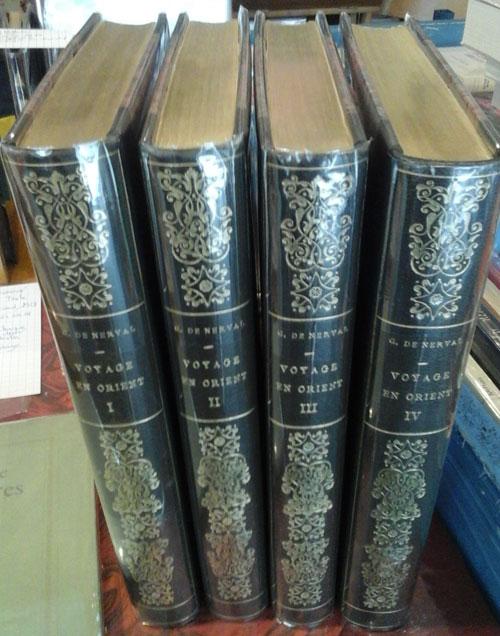 G. DE NERVAL
VOYAGE
EN ORIENT
I
G. DE NERVAL
VOYAGE
EN ORIENT
II
G. DE NERVAL
VOYAGE
EN ORIENT
III
G. DE NERVAL
VOYAGE
EN ORIENT
IV